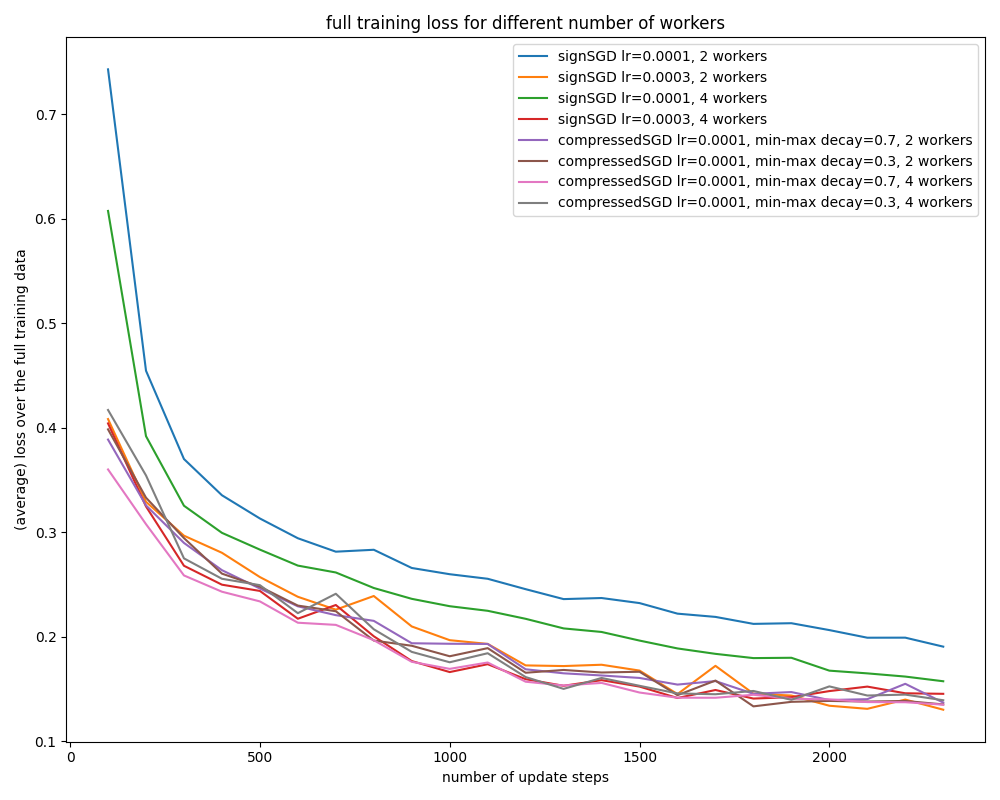 full training loss for different number of workers
signSGD lr=0.0001, 2 workers
signSGD lr=0.0003, 2 workers
signSGD lr=0.0001, 4 workers
signSGD lr=0.0003, 4 workers
compressedSGD lr=0.0001, min-max decay=0.7, 2 workers
compressedSGD lr=0.0001, min-max decay=0.3, 2 workers
compressedSGD lr=0.0001, min-max decay=0.7, 4 workers
compressedSGD lr=0.0001, min-max decay=0.3, 4 workers
(average) loss over the full training data
0.7
0.6
0.5
0.4
0.3
0.2
0.1
0 500 1000 1500 2000
number of update steps